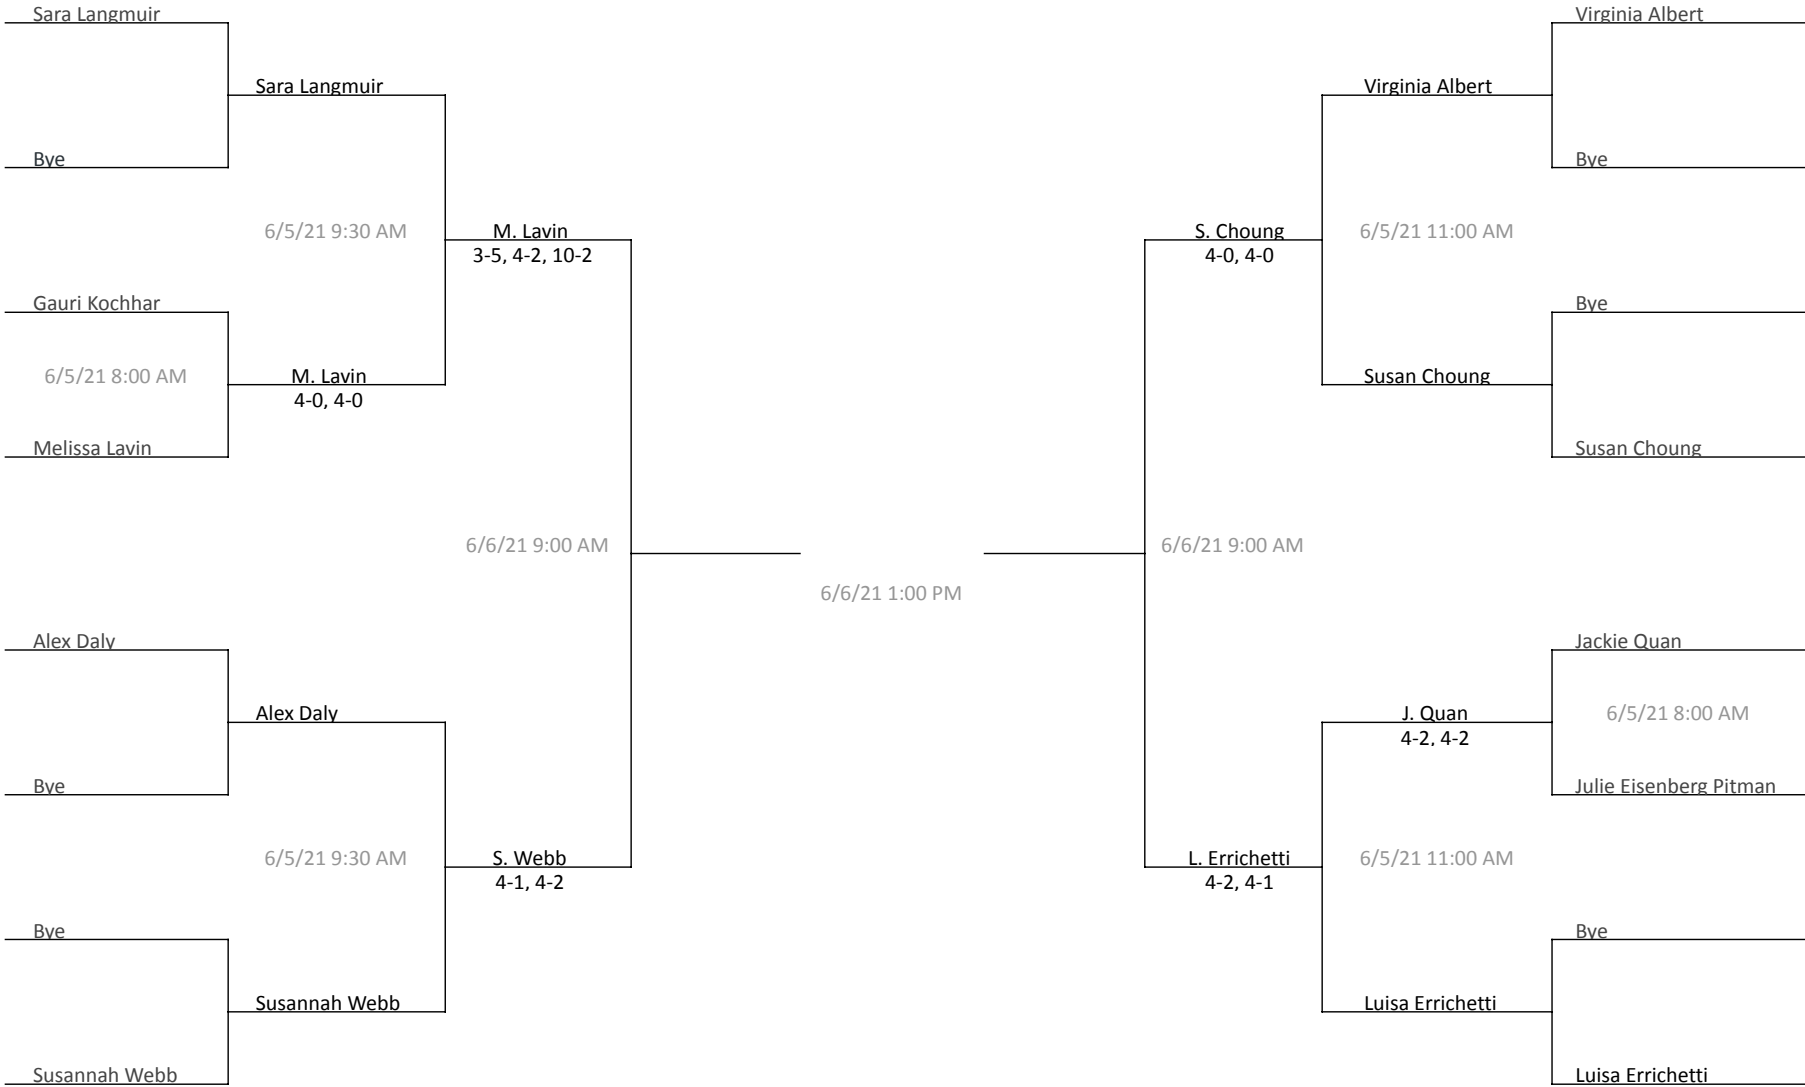 Sara Langmuir
Virginia Albert
Sara Langmuir
Virginia Albert
Bye
Bye
6/5/21 9:30 AM
M. Lavin
3-5, 4-2, 10-2
S. Choung
4-0, 4-0
6/5/21 11:00 AM
Gauri Kochhar
Bye
6/5/21 8:00 AM
M. Lavin
4-0, 4-0
Susan Choung
Melissa Lavin
Susan Choung
6/6/21 9:00 AM
6/6/21 9:00 AM
6/6/21 1:00 PM
Alex Daly
Jackie Quan
Alex Daly
J. Quan
4-2, 4-2
6/5/21 8:00 AM
Bye
Julie Eisenberg Pitman
6/5/21 9:30 AM
S. Webb
4-1, 4-2
L. Errichetti
4-2, 4-1
6/5/21 11:00 AM
Bye
Bye
Susannah Webb
Luisa Errichetti
Susannah Webb
Luisa Errichetti